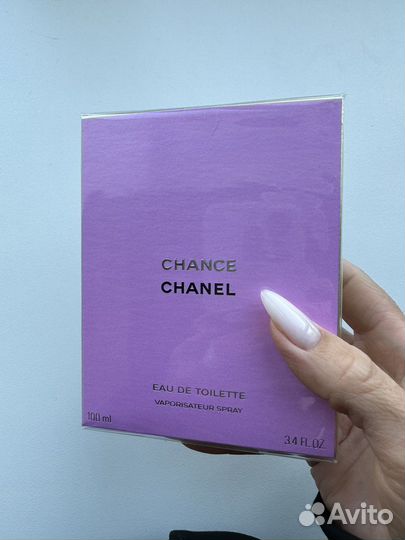 CHANCE
CHANEL
EAU DE TOILETTE
VAPORISATEUR SPRAY
100 ml
3.4 FL. OZ.
Avito